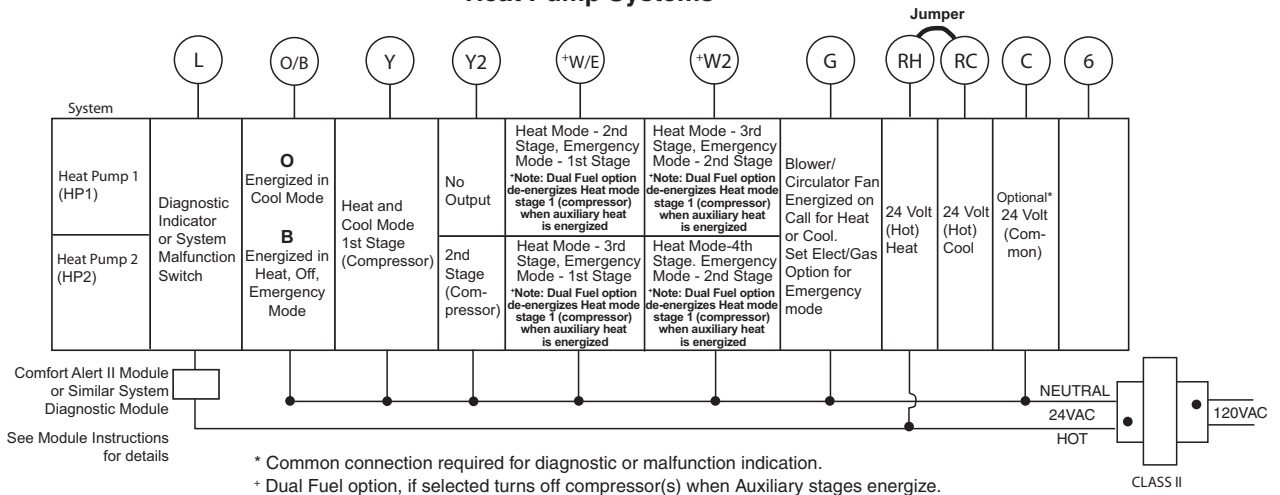 Heat Pump Systems
Jumper
L
O/B
Y
Y2
+W/E
+W2
G
RH
RC
C
6
System
Heat Pump 1
(HP1)
Heat Pump 2
(HP2)
Diagnostic
Indicator
or System
Malfunction
Switch
O
Energized in
Cool Mode
B
Energized in
Heat, Off,
Emergency
Mode
Heat and
Cool Mode
1st Stage
(Compressor)
No
Output
2nd
Stage
(Com-
pressor)
Heat Mode - 2nd
Stage, Emergency
Mode - 1st Stage
+Note: Dual Fuel option
de-energizes Heat mode
stage 1 (compressor)
when auxiliary heat
is energized
Heat Mode - 3rd
Stage, Emergency
Mode - 1st Stage
+Note: Dual Fuel option
de-energizes Heat mode
stage 1 (compressor)
when auxiliary heat
is energized
Heat Mode - 3rd
Stage, Emergency
Mode - 2nd Stage
+Note: Dual Fuel option
de-energizes Heat mode
stage 1 (compressor)
when auxiliary heat
is energized
Heat Mode-4th
Stage. Emergency
Mode - 2nd Stage
+Note: Dual Fuel option
de-energizes Heat mode
stage 1 (compressor)
when auxiliary heat
is energized
Blower/
Circulator Fan
Energized on
Call for Heat
or Cool.
Set Elect/Gas
Option for
Emergency
mode
24 Volt
(Hot)
Heat
24 Volt
(Hot)
Cool
Optional*
24 Volt
(Com-
mon)
Comfort Alert II Module
or Similar System
Diagnostic Module
See Module Instructions
for details
NEUTRAL
24VAC
HOT
120VAC
CLASS II
* Common connection required for diagnostic or malfunction indication.
+ Dual Fuel option, if selected turns off compressor(s) when Auxiliary stages energize.